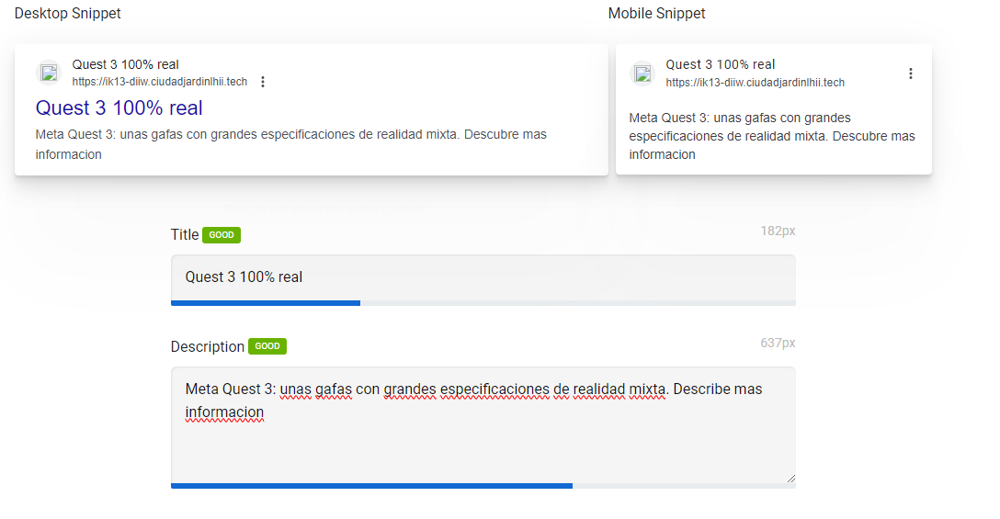 Desktop Snippet
Mobile Snippet
Quest 3 100% real
https://ik13-diiw.ciudadjardinlhii.tech
Quest 3 100% real
Meta Quest 3: unas gafas con grandes especificaciones de realidad mixta. Descubre mas
informacion
Quest 3 100% real
https://ik13-diiw.ciudadjardinlhii.tech
Meta Quest 3: unas gafas con grandes
especificaciones de realidad mixta. Descubre mas
informacion
Title GOOD
182px
Quest 3 100% real
Description GOOD
637px
Meta Quest 3: unas gafas con grandes especificaciones de realidad mixta. Describe mas
informacion